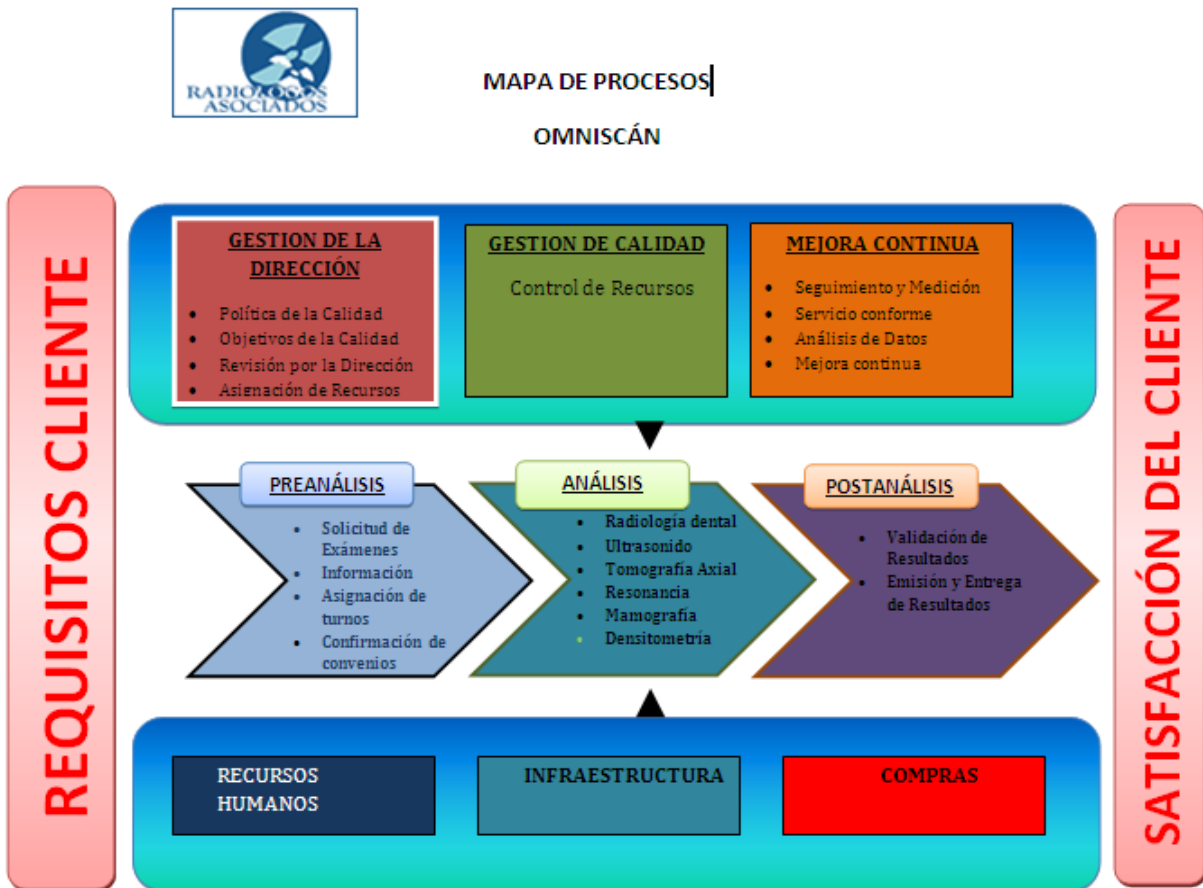 RADIOLOGOS
ASOCIADOS
MAPA DE PROCESOS
OMNISCÁN
REQUISITOS CLIENTE
GESTION DE LA
DIRECCIÓN
• Política de la Calidad
• Objetivos de la Calidad
• Revisión por la Dirección
• Asignación de Recursos
GESTION DE CALIDAD
Control de Recursos
MEJORA CONTINUA
• Seguimiento y Medición
• Servicio conforme
• Análisis de Datos
• Mejora continua
PREANÁLISIS
• Solicitud de
Exámenes
• Información
• Asignación de
turnos
• Confirmación de
convenios
ANÁLISIS
• Radiología dental
• Ultrasonido
• Tomografía Axial
• Resonancia
• Mamografía
• Densitometría
POSTANÁLISIS
• Validación de
Resultados
• Emisión y Entrega
de Resultados
RECURSOS
HUMANOS
INFRAESTRUCTURA
COMPRAS
SATISFACCIÓN DEL CLIENTE